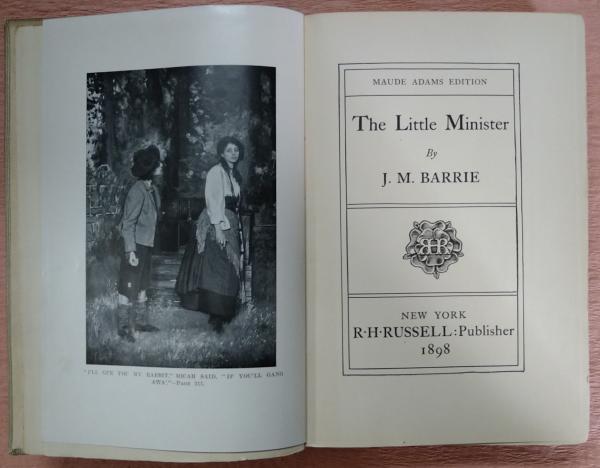 "I'LL GIE YOU MY RABBIT," MICAH SAID, "IF YOU'LL GANG
AWA'."—PAGE 255.
MAUDE ADAMS EDITION
The Little Minister
By
J. M. BARRIE
NEW YORK
R·H·RUSSELL: Publisher
1898